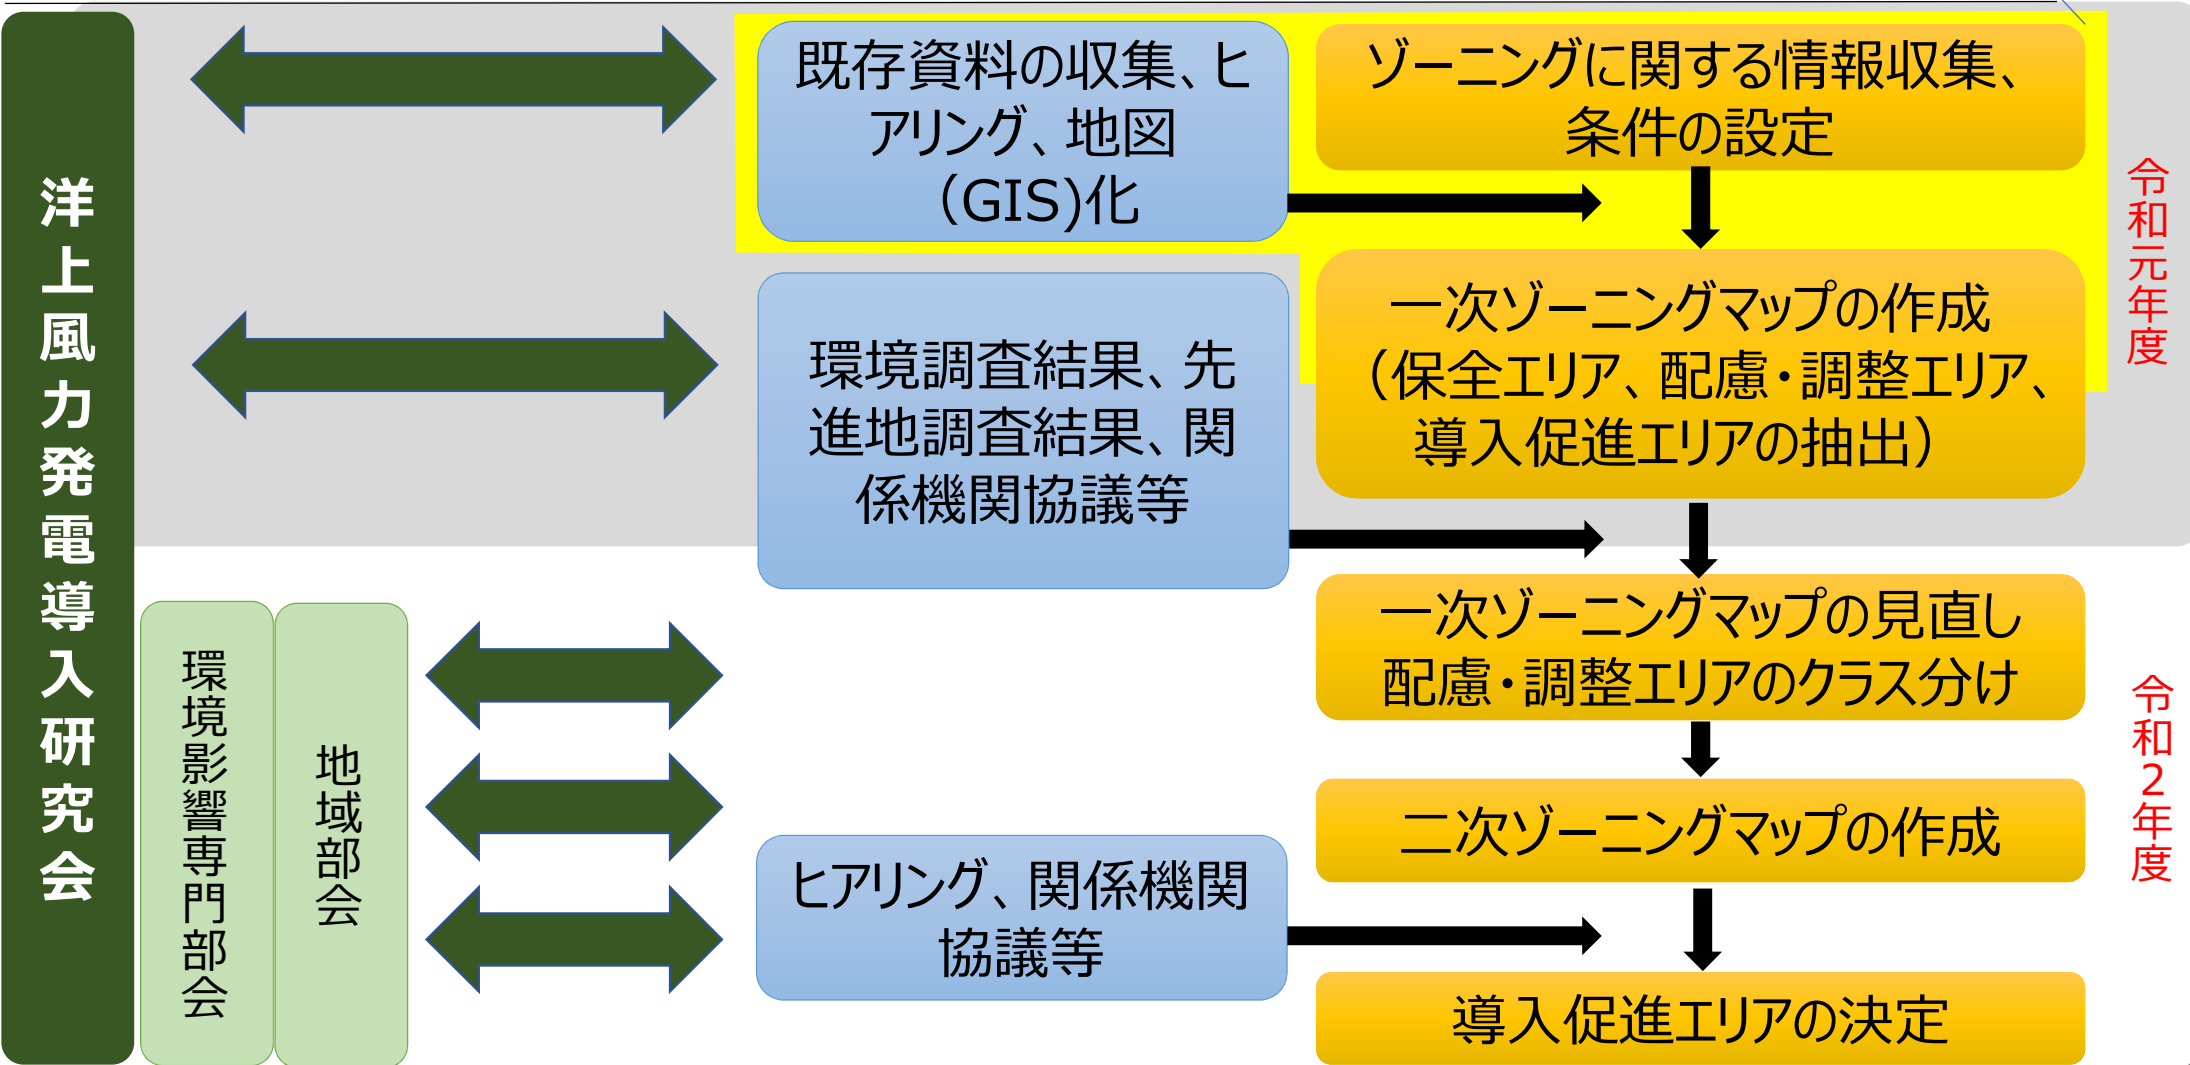 洋上風力発電導入研究会
既存資料の収集、ヒ
アリング、地図
（GIS)化
ゾーニングに関する情報収集、
条件の設定
令和元年度
環境調査結果、先
進地調査結果、関
係機関協議等
一次ゾーニングマップの作成
（保全エリア、配慮・調整エリア、
導入促進エリアの抽出）
環境影響専門部会
地域部会
一次ゾーニングマップの見直し
配慮・調整エリアのクラス分け
令和2年度
二次ゾーニングマップの作成
ヒアリング、関係機関
協議等
導入促進エリアの決定